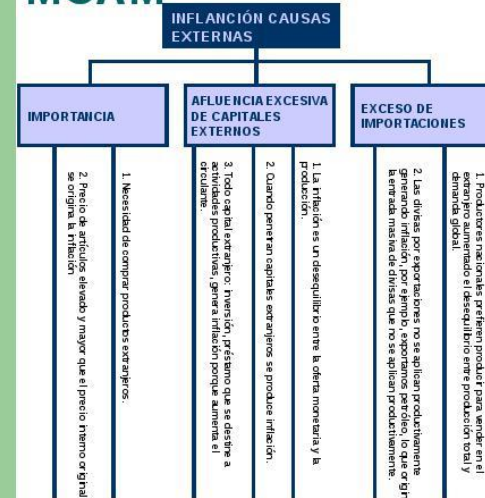 INFLANCIÓN CAUSAS
EXTERNAS
IMPORTANCIA
1. Necesidad de comprar productos extranjeros.
2. Precio de artículos elevado y mayor que el precio interno original
se origina la inflación
AFLUENCIA EXCESIVA
DE CAPITALES
EXTERNOS
1. La inflación es un desequilibrio entre la oferta monetaria y la
producción.
2. Cuando penetran capitales extranjeros se produce inflación.
3. Todo capital extranjero: inversión, préstamo que se destine a
actividades productivas, genera inflación porque aumenta el
circulante.
EXCESO DE
IMPORTACIONES
1. Productores nacionales prefieren producir para vender en el
extranjero aumentado el desequilibrio entre producción total y
demanda global.
2. Las divisas por exportaciones no se aplican productivamente
generando inflación, por ejemplo, exportamos petróleo, lo que origin
la entrada masiva de divisas que no se aplican productivamente.